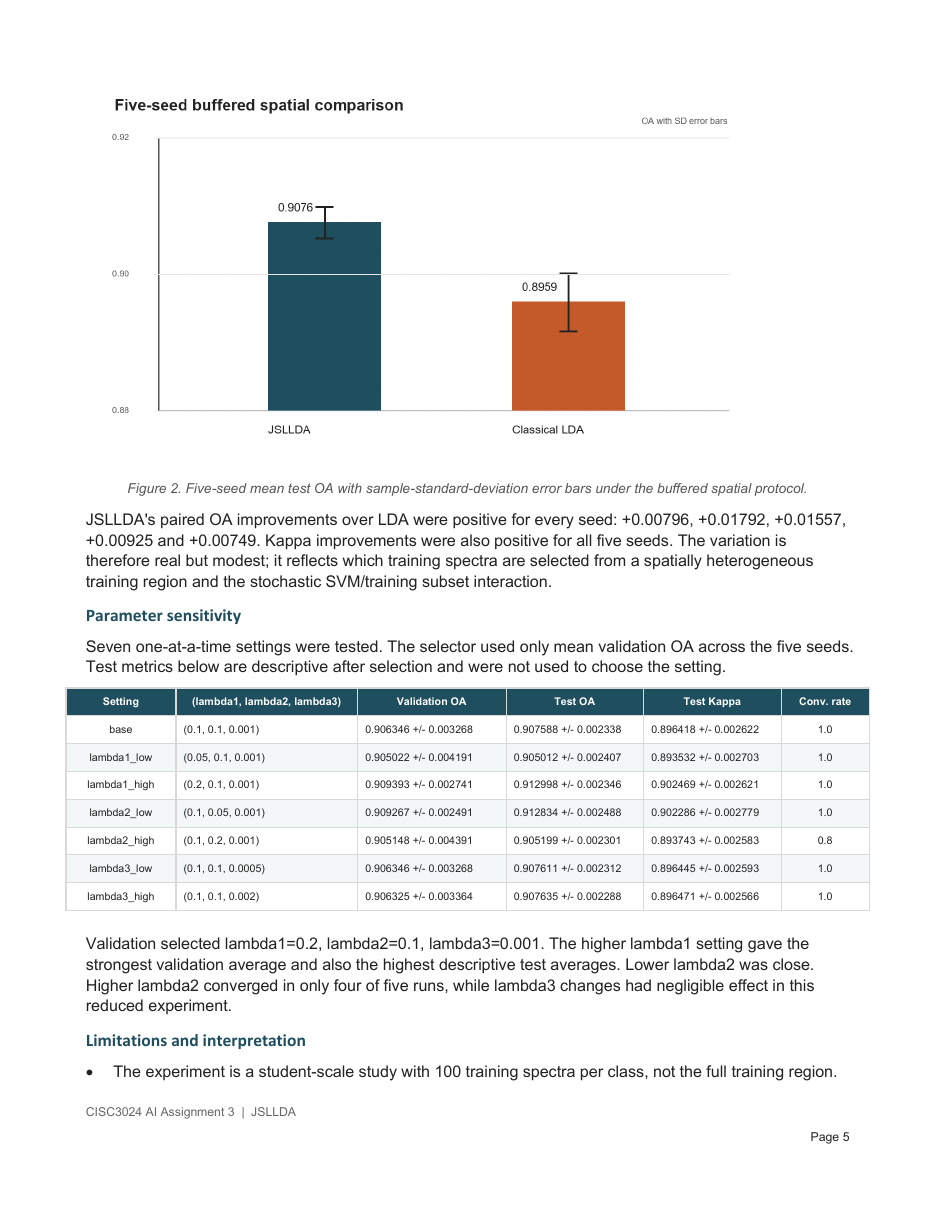 Five-seed buffered spatial comparison
OA with SD error bars
0.92
0.9076
0.90
0.8959
0.88
JSLLDA Classical LDA
Figure 2. Five-seed mean test OA with sample-standard-deviation error bars under the buffered spatial protocol.
JSLLDA's paired OA improvements over LDA were positive for every seed: +0.00796, +0.01792, +0.01557,
+0.00925 and +0.00749. Kappa improvements were also positive for all five seeds. The variation is
therefore real but modest; it reflects which training spectra are selected from a spatially heterogeneous
training region and the stochastic SVM/training subset interaction.
Parameter sensitivity
Seven one-at-a-time settings were tested. The selector used only mean validation OA across the five seeds.
Test metrics below are descriptive after selection and were not used to choose the setting.
Setting (lambda1, lambda2, lambda3) Validation OA Test OA Test Kappa Conv. rate
base (0.1, 0.1, 0.001) 0.906346 +/- 0.003268 0.907588 +/- 0.002338 0.896418 +/- 0.002622 1.0
lambda1_low (0.05, 0.1, 0.001) 0.905022 +/- 0.004191 0.905012 +/- 0.002407 0.893532 +/- 0.002703 1.0
lambda1_high (0.2, 0.1, 0.001) 0.909393 +/- 0.002741 0.912998 +/- 0.002346 0.902469 +/- 0.002621 1.0
lambda2_low (0.1, 0.05, 0.001) 0.909267 +/- 0.002491 0.912834 +/- 0.002488 0.902286 +/- 0.002779 1.0
lambda2_high (0.1, 0.2, 0.001) 0.905148 +/- 0.004391 0.905199 +/- 0.002301 0.893743 +/- 0.002583 0.8
lambda3_low (0.1, 0.1, 0.0005) 0.906346 +/- 0.003268 0.907611 +/- 0.002312 0.896445 +/- 0.002593 1.0
lambda3_high (0.1, 0.1, 0.002) 0.906325 +/- 0.003364 0.907635 +/- 0.002288 0.896471 +/- 0.002566 1.0
Validation selected lambda1=0.2, lambda2=0.1, lambda3=0.001. The higher lambda1 setting gave the
strongest validation average and also the highest descriptive test averages. Lower lambda2 was close.
Higher lambda2 converged in only four of five runs, while lambda3 changes had negligible effect in this
reduced experiment.
Limitations and interpretation
• The experiment is a student-scale study with 100 training spectra per class, not the full training region.
CISC3024 AI Assignment 3 | JSLLDA
Page 5